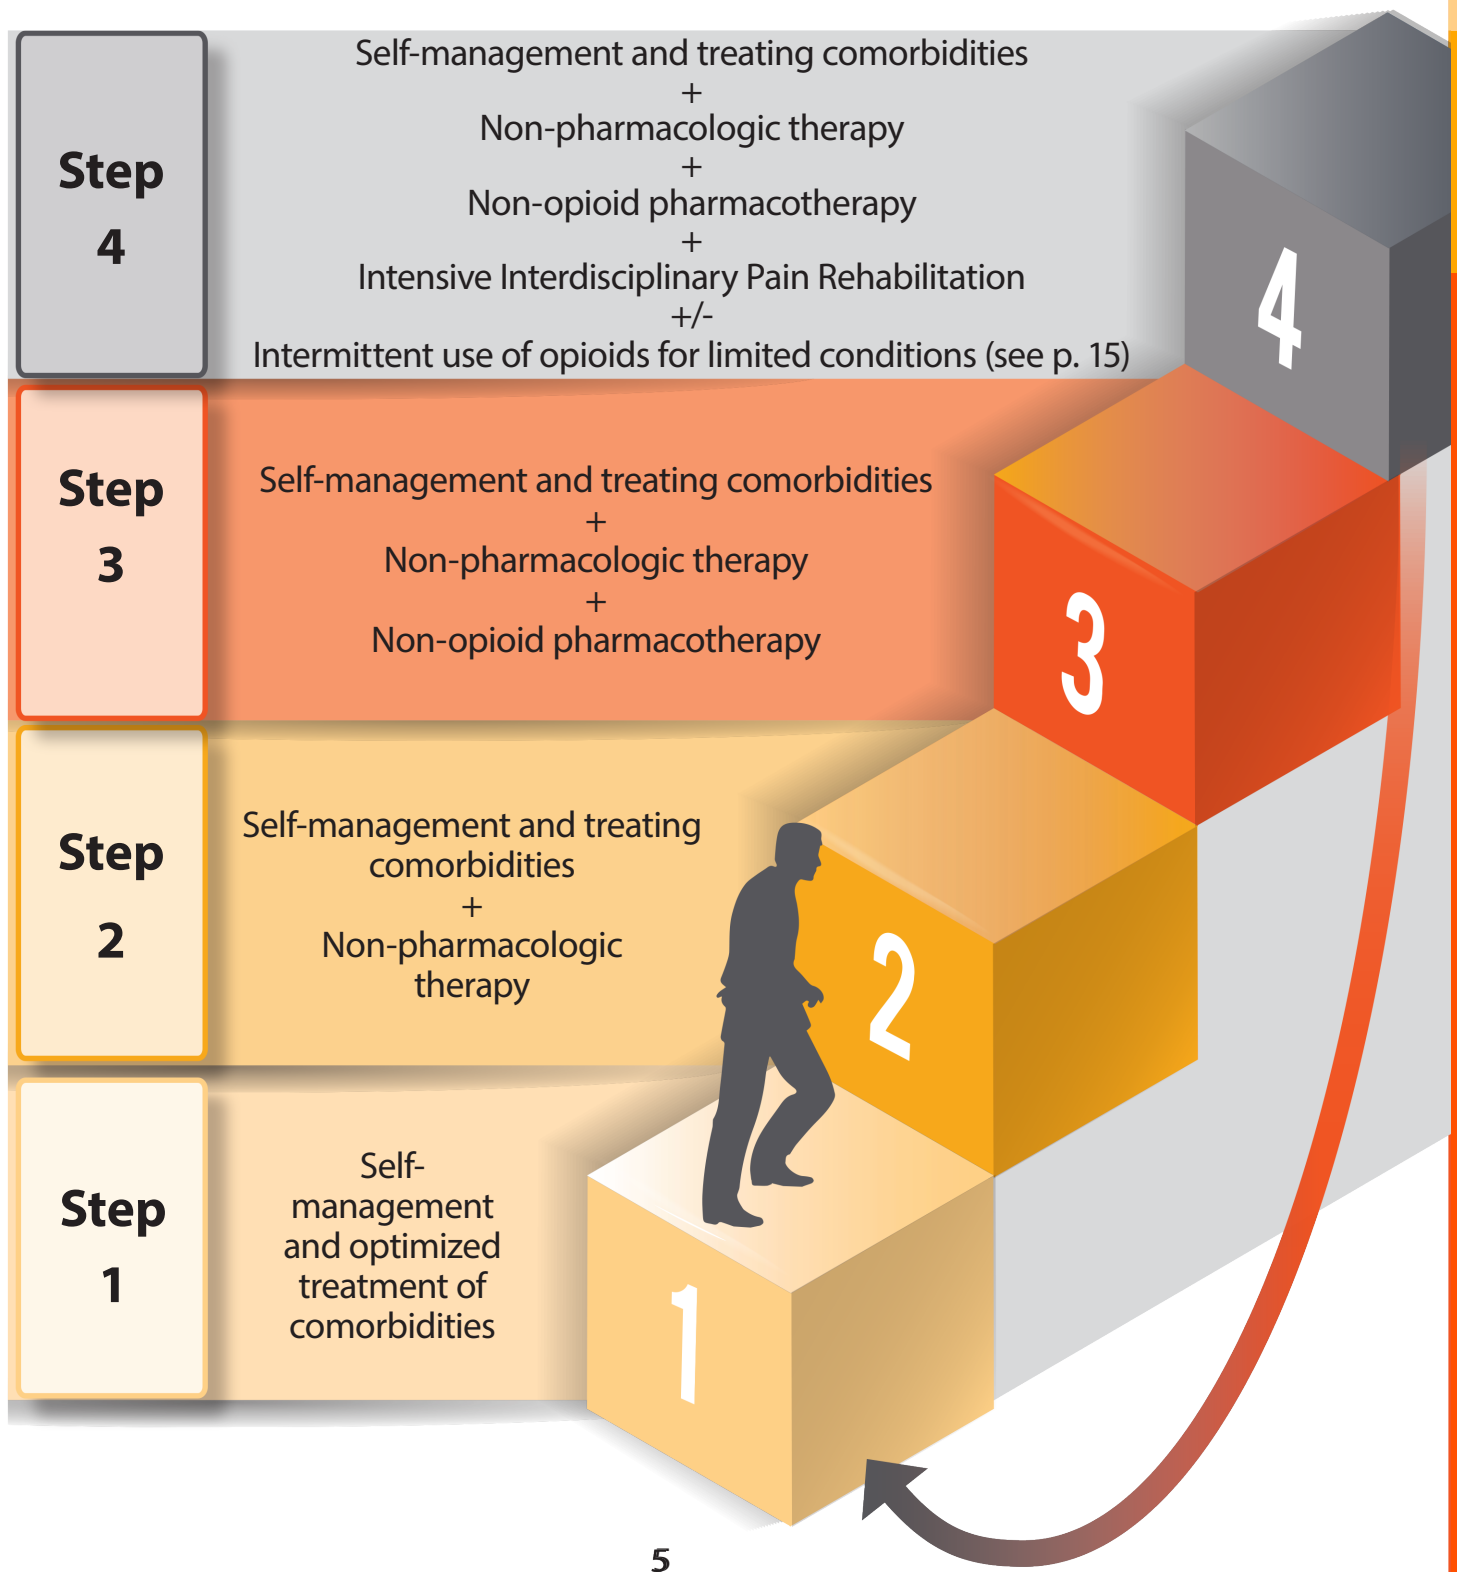 Step
4
Self-management and treating comorbidities
+
Non-pharmacologic therapy
+
Non-opioid pharmacotherapy
+
Intensive Interdisciplinary Pain Rehabilitation
+/-
Intermittent use of opioids for limited conditions (see p. 15)
4
Step
3
Self-management and treating comorbidities
+
Non-pharmacologic therapy
+
Non-opioid pharmacotherapy
3
Step
2
Self-management and treating
comorbidities
+
Non-pharmacologic
therapy
2
Step
1
Self-
management
and optimized
treatment of
comorbidities
1
5